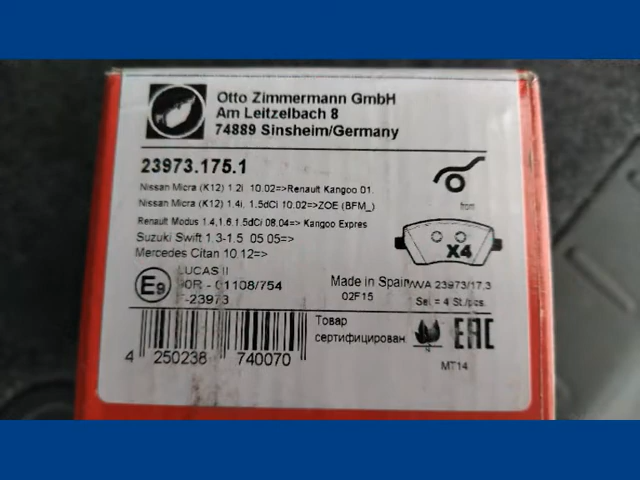 Otto Zimmermann GmbH
Am Leitzelbach 8
74889 Sinsheim/Germany
23973.175.1
Nissan Micra (K12) 1.2i 10.02=>Renault Kangoo 01.
Nissan Micra (K12) 1.4i, 1.5dCi 10.02=>ZOE (BFM_)
Renault Modus 1.4,1.6,1.5dCi 08.04=> Kangoo Expres
Suzuki Swift 1.3-1.5 05.05=>
Mercedes Citan 10.12=>
front
X4
E9
LUCAS II
90R - 01108/754
-23973
Made in Spain
02F15
WVA 23973/17.3
Set = 4 St./pcs.
4 250238 740070
Товар
сертифицирован
EAC
MT14